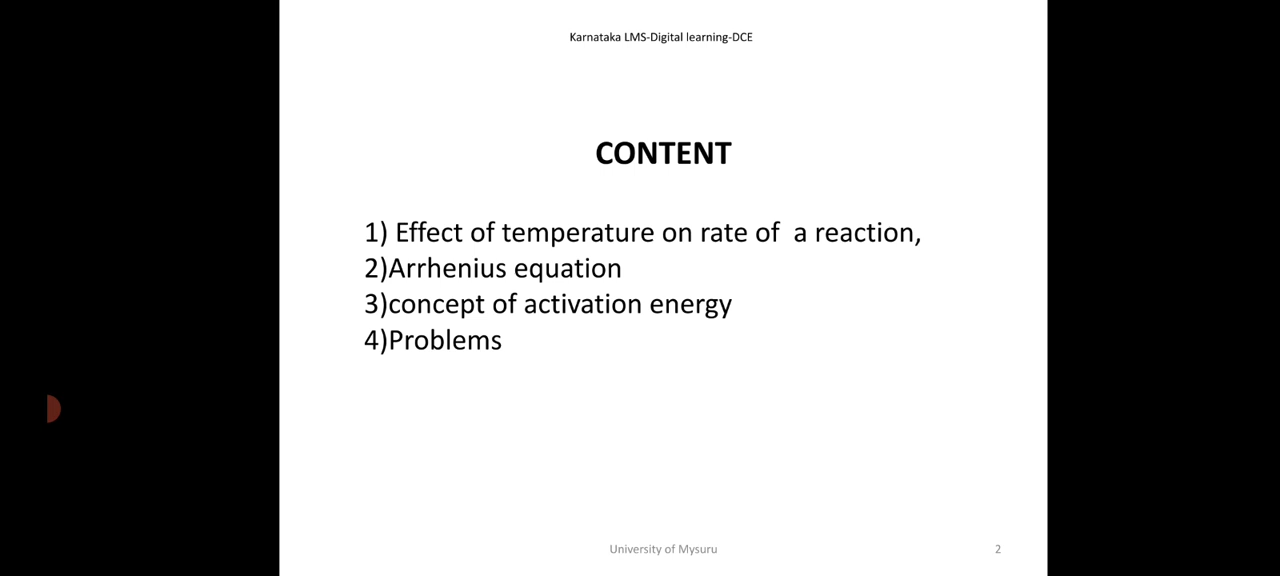 Karnataka LMS-Digital learning-DCE
CONTENT
1) Effect of temperature on rate of  a reaction,
2)Arrhenius equation
3)concept of activation energy
4)Problems
University of Mysuru
2